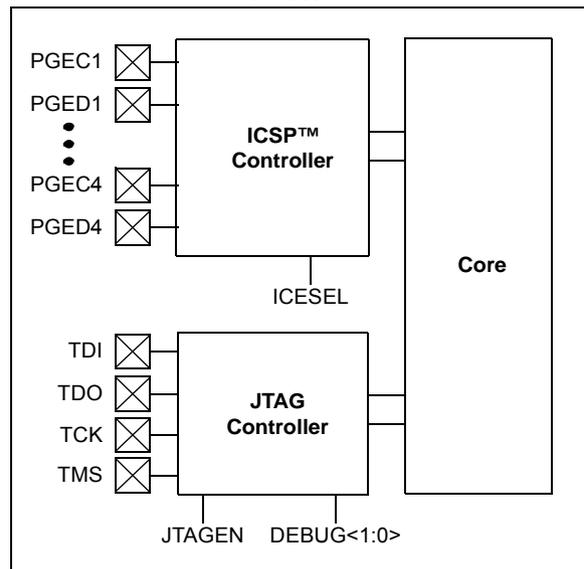 PGEC1
PGED1
PGEC4
PGED4
ICSP™
Controller
ICESEL
Core
TDI
TDO
TCK
TMS
JTAG
Controller
JTAGEN
DEBUG<1:0>